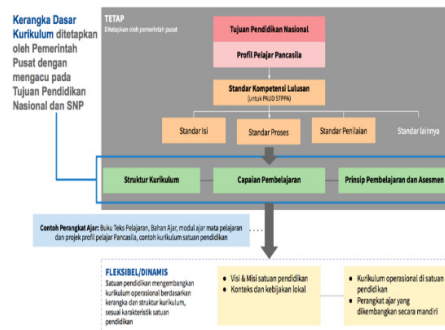 Kerangka Dasar
Kurikulum ditetapkan
oleh Pemerintah
Pusat dengan
mengacu pada
Tujuan Pendidikan
Nasional dan SNP
TETAP
Ditetapkan oleh pemerintah pusat
Tujuan Pendidikan Nasional
Profil Pelajar Pancasila
Standar Kompetensi Lulusan
(untuk PAUD STPPA)
Standar Isi
Standar Proses
Standar Penilaian
Standar lainnya
Struktur Kurikulum
Capaian Pembelajaran
Prinsip Pembelajaran dan Asesmen
Contoh Perangkat Ajar: Buku Teks Pelajaran, Bahan Ajar, modul ajar mata pelajaran
dan projek profil pelajar Pancasila, contoh kurikulum satuan pendidikan
FLEKSIBEL/DINAMIS
Satuan pendidikan mengembangkan
kurikulum operasional berdasarkan
kerangka dan struktur kurikulum,
sesuai karakteristik satuan
pendidikan
• Visi & Misi satuan pendidikan
• Konteks dan kebijakan lokal
• Kurikulum operasional di satuan
pendidikan
• Perangkat ajar yang
dikembangkan secara mandiri